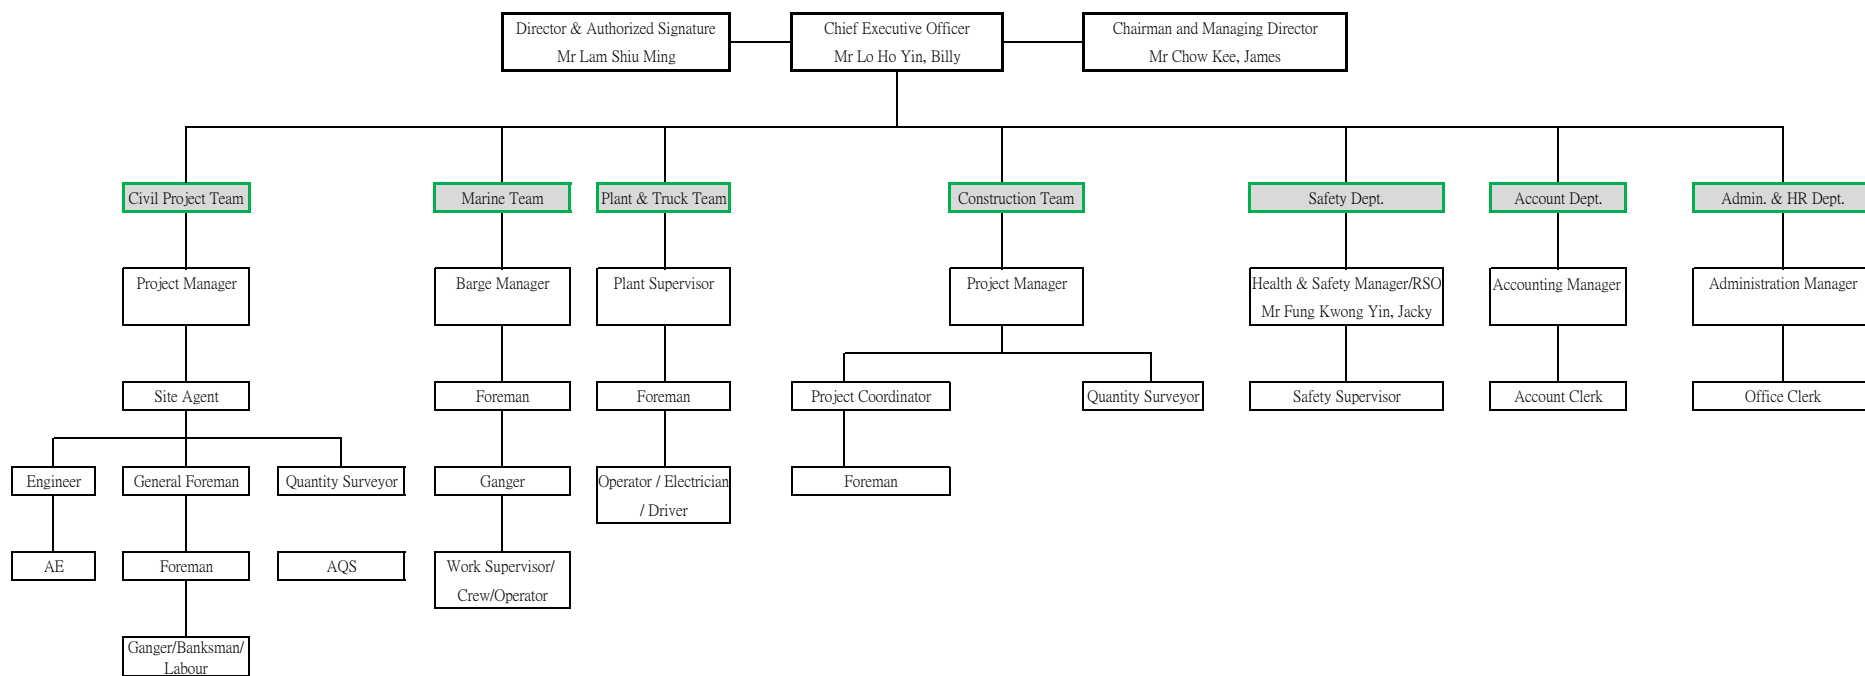 Director & Authorized Signature
Mr Lam Shiu Ming
Chief Executive Officer
Mr Lo Ho Yin, Billy
Chairman and Managing Director
Mr Chow Kee, James
Civil Project Team
Marine Team
Plant & Truck Team
Construction Team
Safety Dept.
Account Dept.
Admin. & HR Dept.
Project Manager
Barge Manager
Plant Supervisor
Project Manager
Health & Safety Manager/RSO
Mr Fung Kwong Yin, Jacky
Accounting Manager
Administration Manager
Site Agent
Foreman
Foreman
Project Coordinator
Quantity Surveyor
Safety Supervisor
Account Clerk
Office Clerk
Engineer
General Foreman
Quantity Surveyor
Ganger
Operator / Electrician
/ Driver
Foreman
AE
Foreman
AQS
Work Supervisor/
Crew/Operator
Ganger/Banksman/
Labour